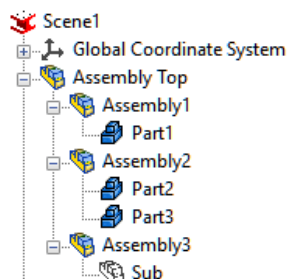 Scene1
Global Coordinate System
Assembly Top
Assembly1
Part1
Assembly2
Part2
Part3
Assembly3
Sub